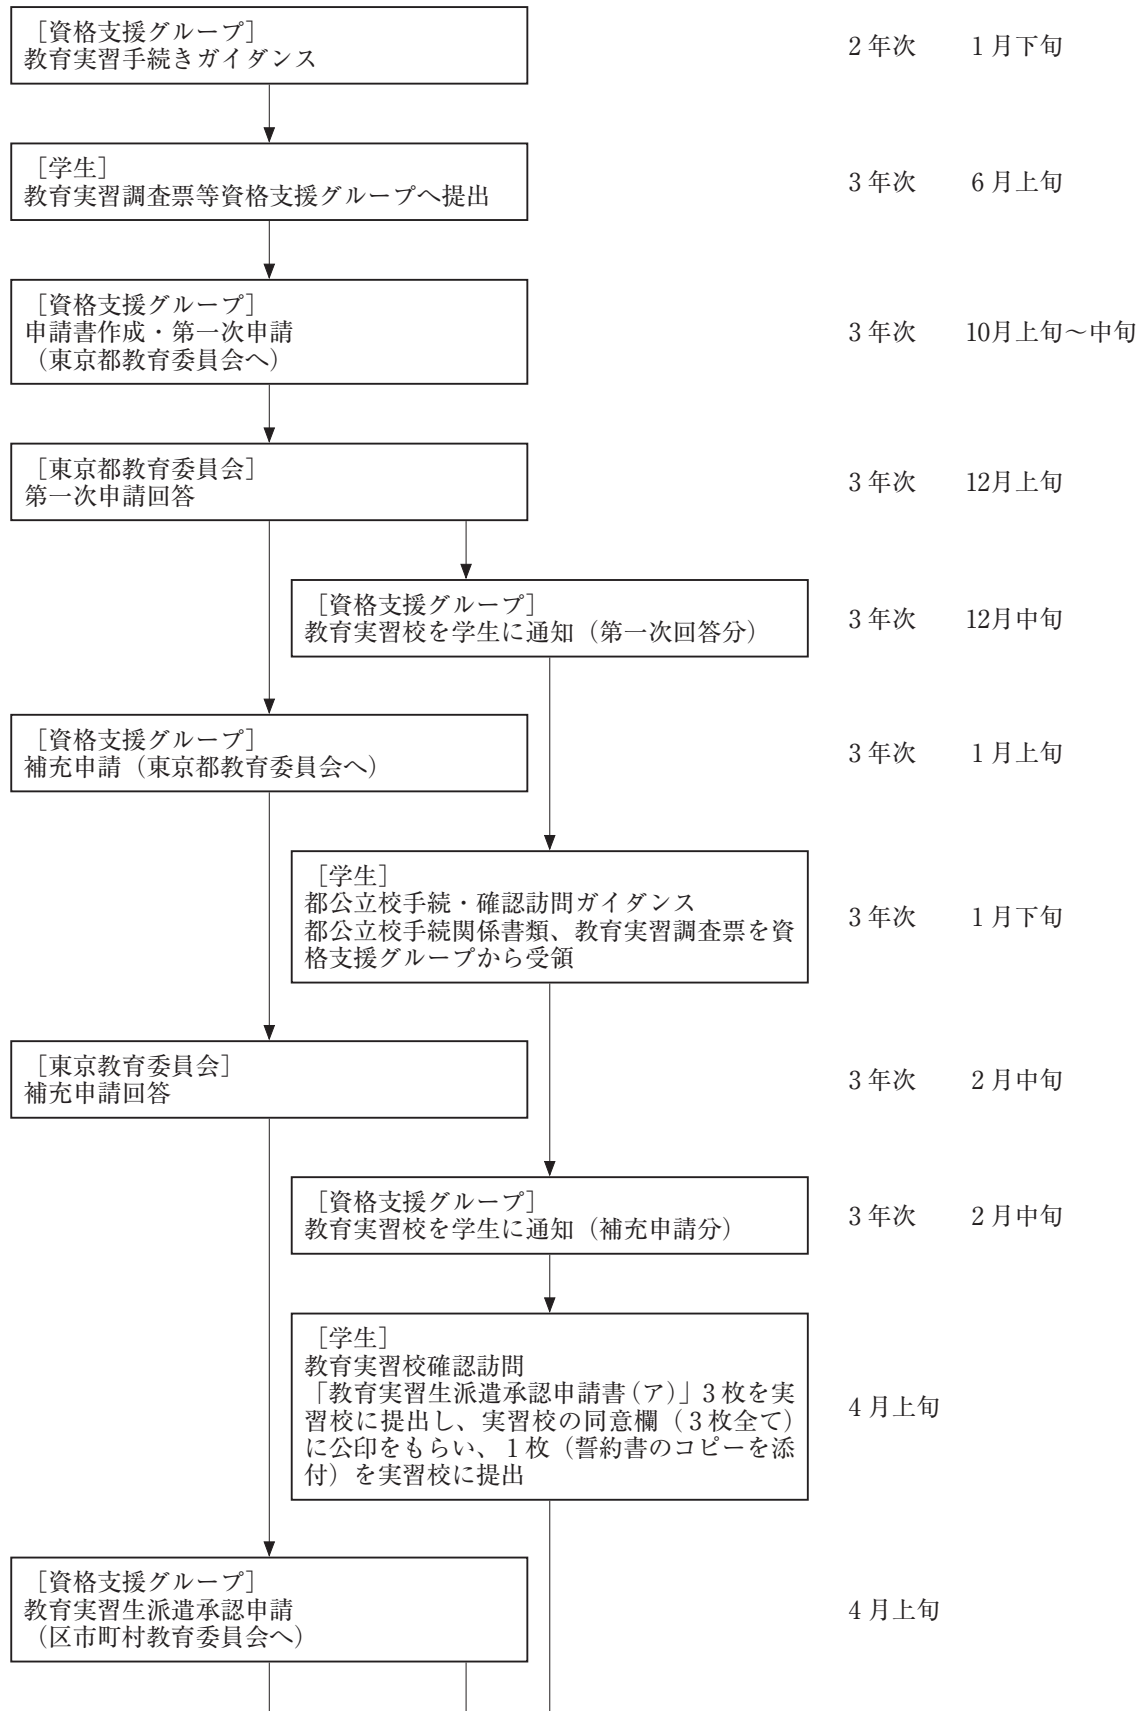 ［資格支援グループ］
教育実習手続きガイダンス
2年次　1月下旬
［学生］
教育実習調査票等資格支援グループへ提出
3年次　6月上旬
［資格支援グループ］
申請書作成・第一次申請
（東京都教育委員会へ）
3年次　10月上旬～中旬
［東京都教育委員会］
第一次申請回答
3年次　12月上旬
［資格支援グループ］
教育実習校を学生に通知（第一次回答分）
3年次　12月中旬
［資格支援グループ］
補充申請（東京都教育委員会へ）
3年次　1月上旬
［学生］
都公立校手続・確認訪問ガイダンス
都公立校手続関係書類、教育実習調査票を資
格支援グループから受領
3年次　1月下旬
［東京教育委員会］
補充申請回答
3年次　2月中旬
［資格支援グループ］
教育実習校を学生に通知（補充申請分）
3年次　2月中旬
［学生］
教育実習校確認訪問
「教育実習生派遣承認申請書（ア）」3枚を実
習校に提出し、実習校の同意欄（3枚全て）
に公印をもらい、1枚（誓約書のコピーを添
付）を実習校に提出
4月上旬
［資格支援グループ］
教育実習生派遣承認申請
（区市町村教育委員会へ）
4月上旬